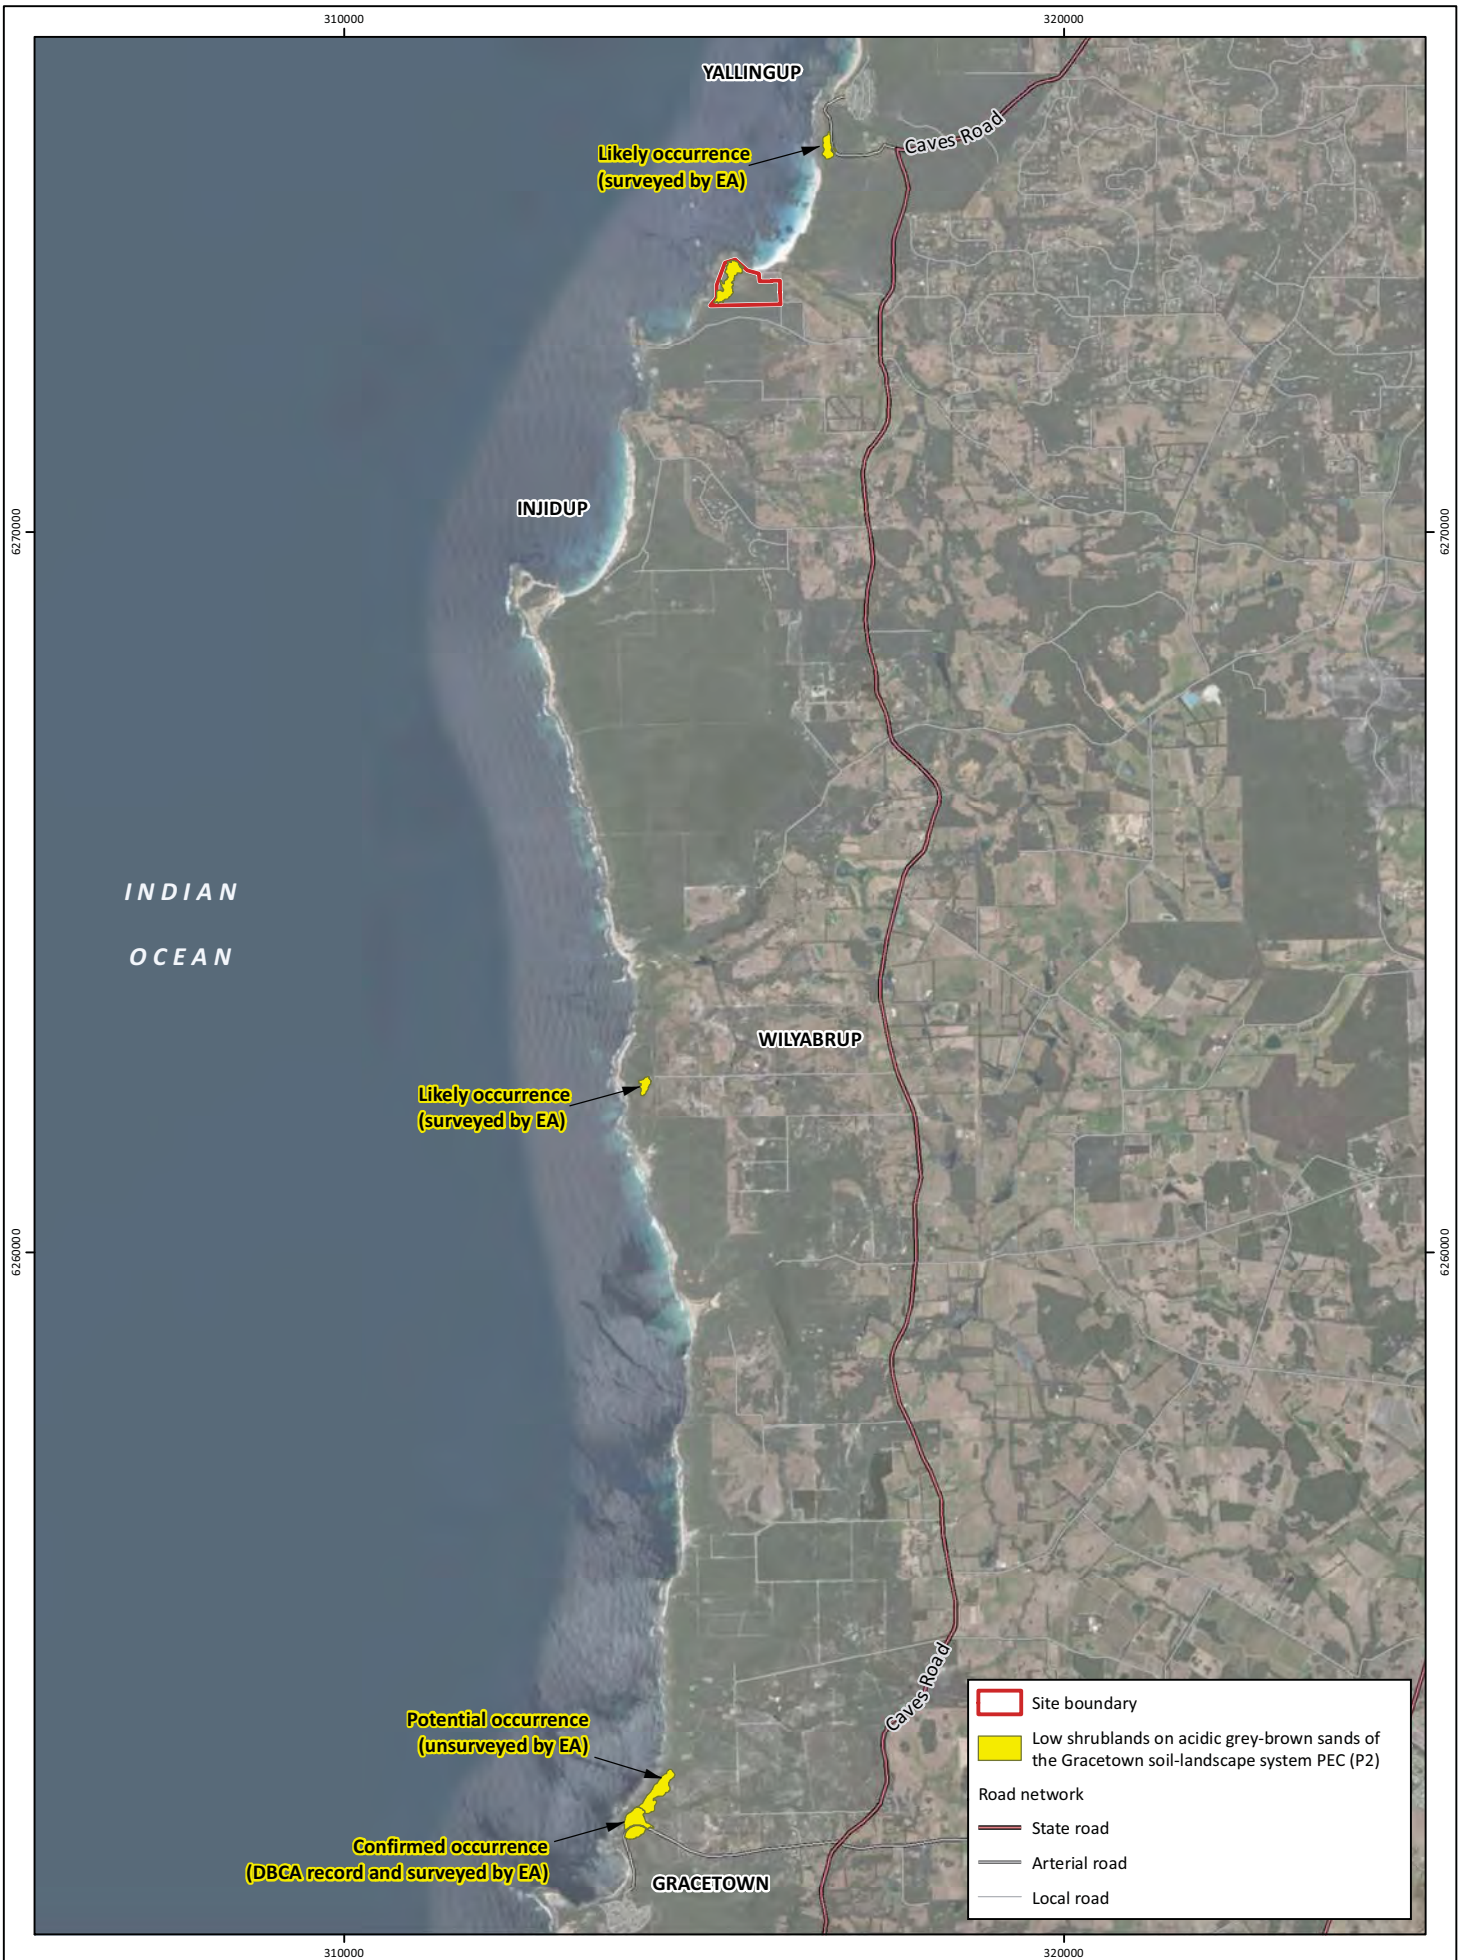 310000
320000
YALLINGUP
Caves Road
Likely occurrence
(surveyed by EA)
INJIDUP
6270000
6270000
INDIAN
OCEAN
WILYABRUP
Likely occurrence
(surveyed by EA)
6260000
6260000
Caves Road
Potential occurrence
(unsurveyed by EA)
Confirmed occurrence
(DBCA record and surveyed by EA)
GRACETOWN
Site boundary
Low shrublands on acidic grey-brown sands of
the Gracetown soil-landscape system PEC (P2)
Road network
State road
Arterial road
Local road
310000
320000